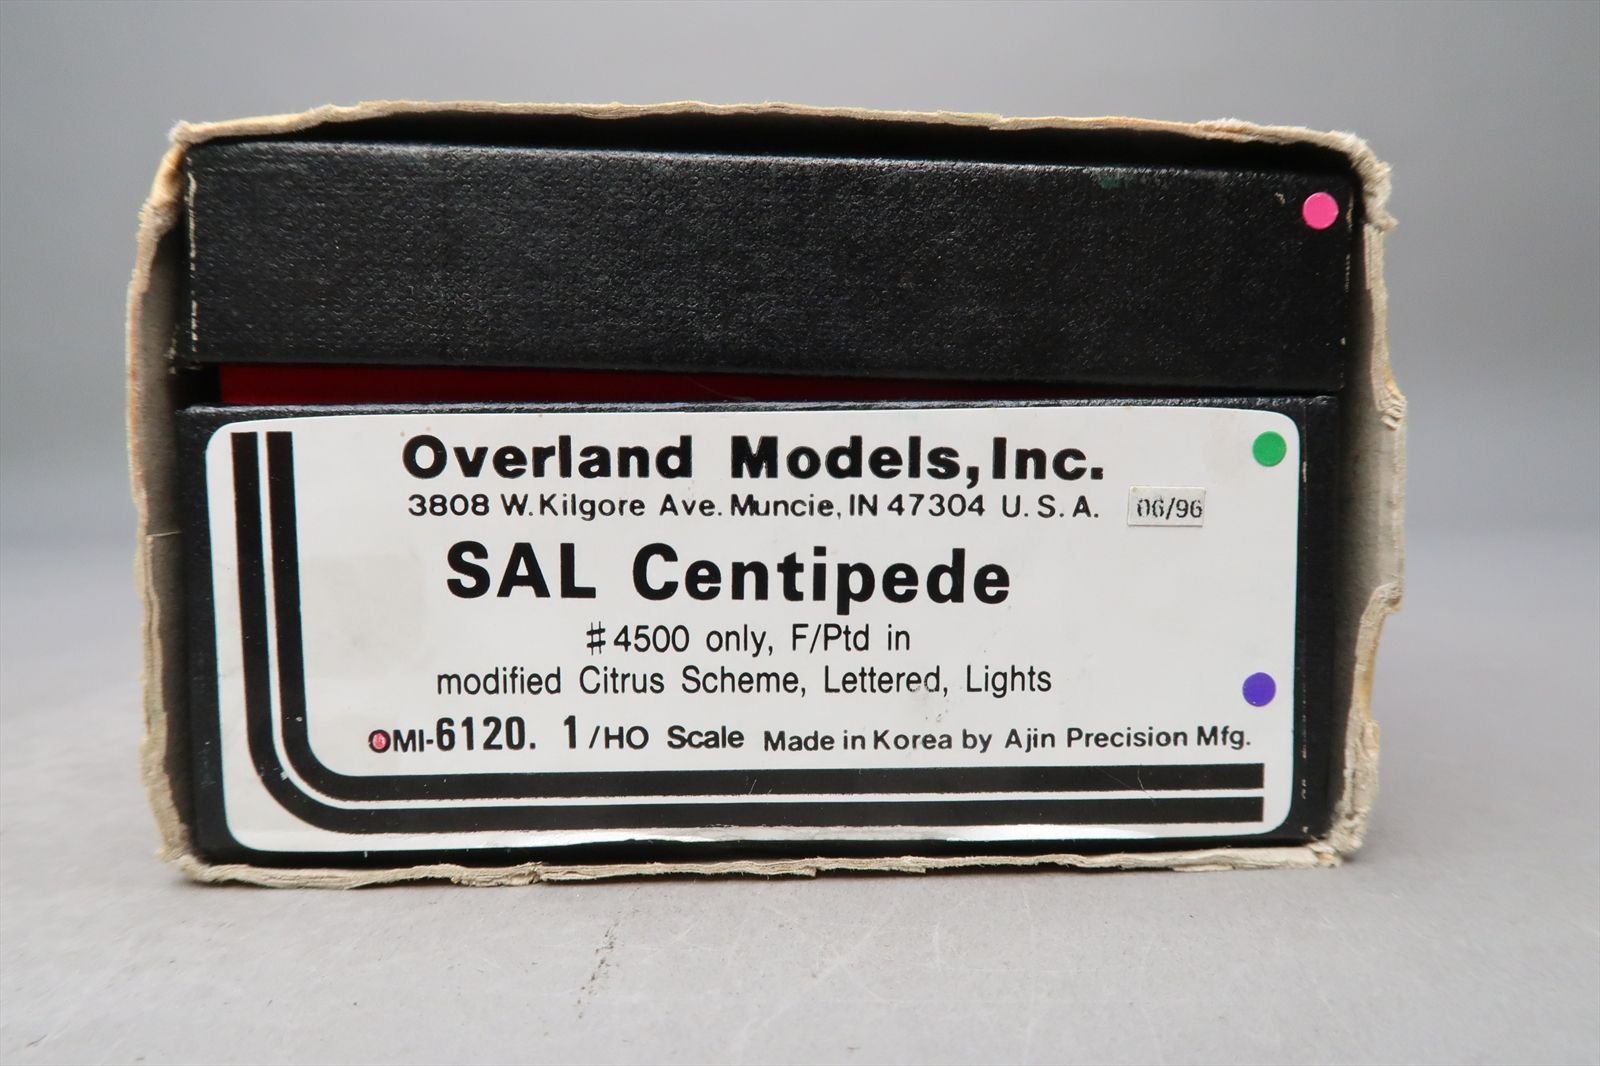 Overland Models, Inc.
3808 W. Kilgore Ave. Muncie, IN 47304 U. S. A. 06/96
SAL Centipede
#4500 only, F/Ptd in
modified Citrus Scheme, Lettered, Lights
OMI-6120. 1 /HO Scale Made in Korea by Ajin Precision Mfg.